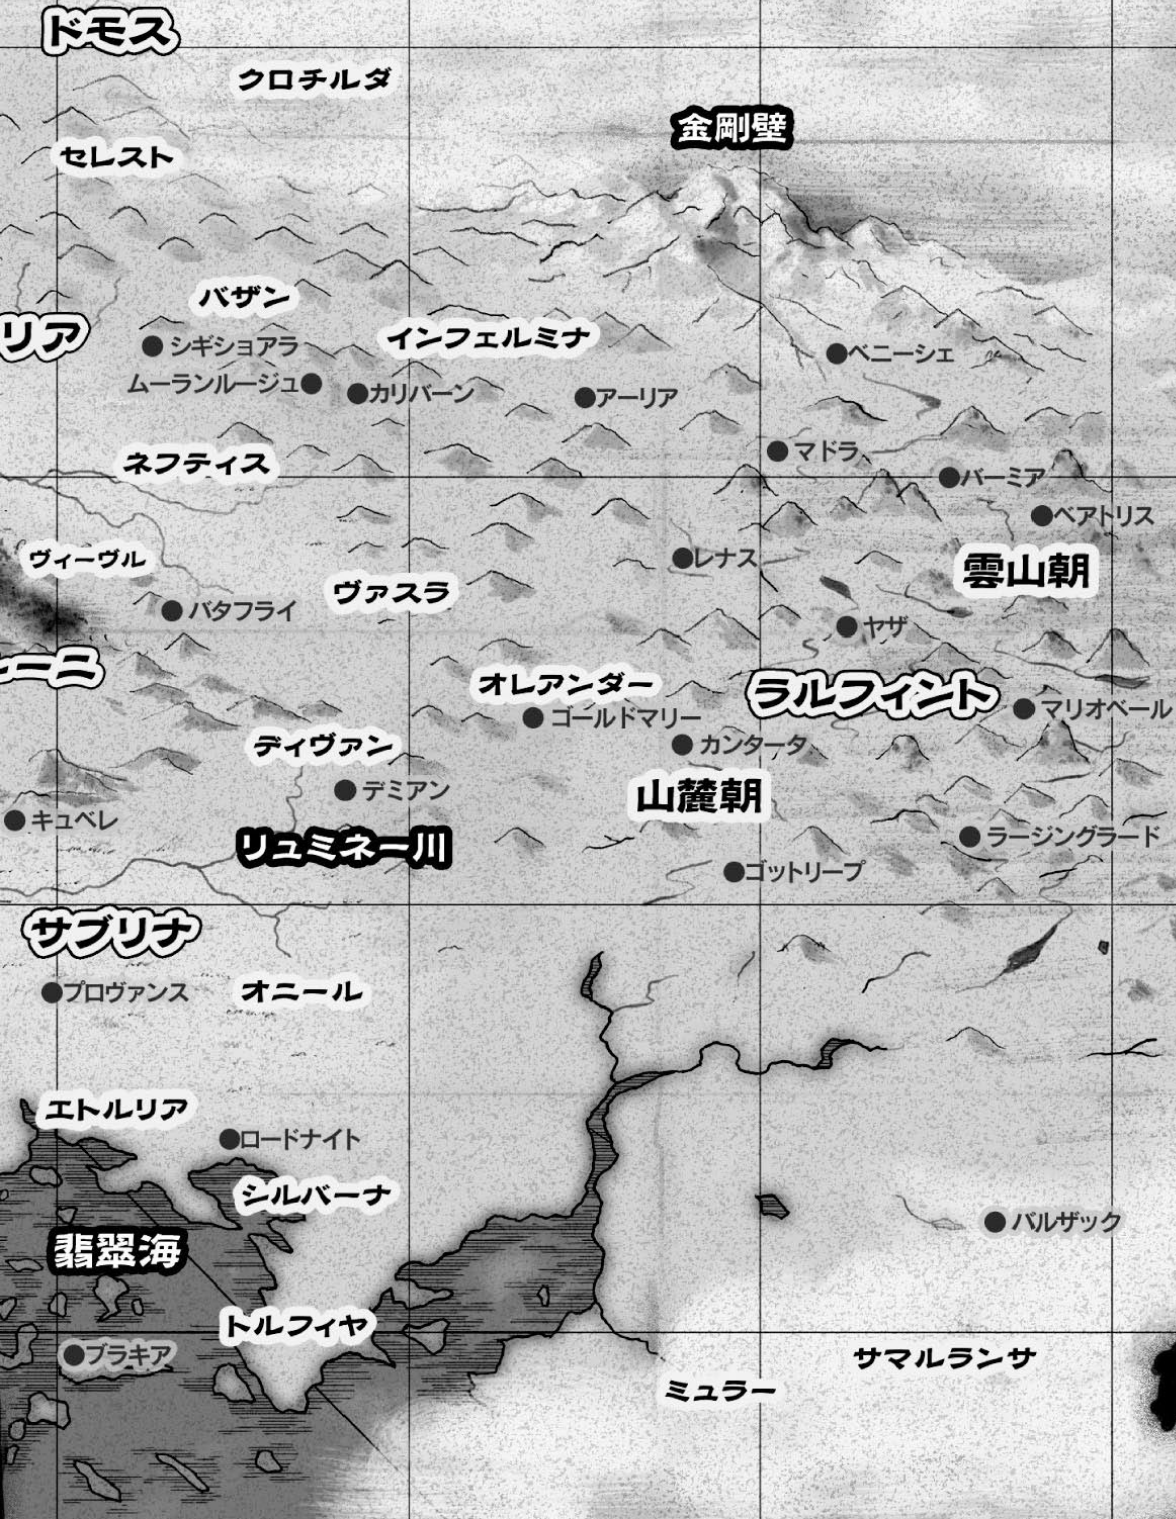 ドモス
クロチルダ
金剛壁
セレスト
バザン
リア
インフェルミナ
シギショアラ
ベニーシェ
ムーランルージュ
カリバーン
アーリア
マドラ
ネフティス
バーミア
ベアトリス
ヴィーヴル
レナス
雲山朝
ヴァスラ
バタフライ
ヤザ
ーニ
オレアンダー
ラルフィント
マリオベール
ゴールドマリー
ディヴァン
カンタータ
デミアン
山麓朝
キュベレ
ラージングラード
リュミネー川
ゴットリープ
サブリナ
プロヴァンス
オニール
エトルリア
ロードナイト
シルバーナ
バルザック
翡翠海
トルフィヤ
ブラキア
サマルランサ
ミュラー